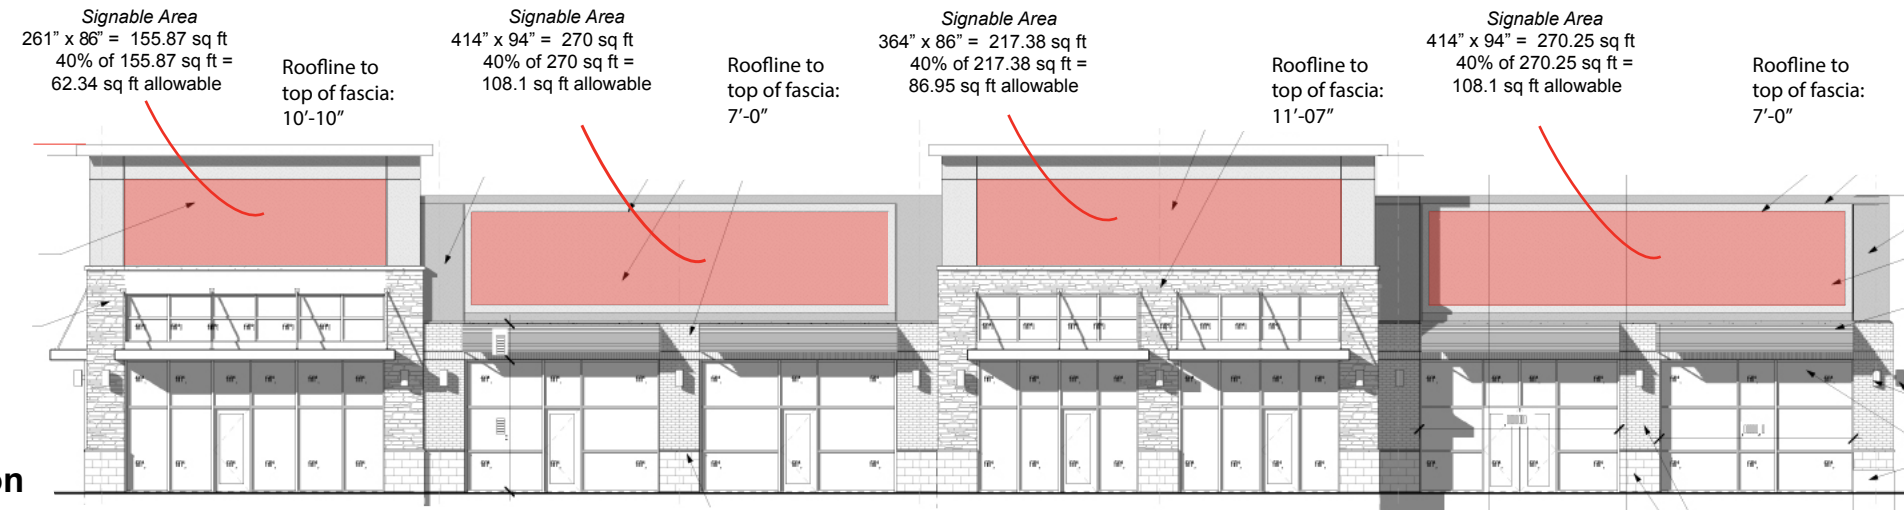 Signable Area
261” x 86” = 155.87 sq ft
40% of 155.87 sq ft =
62.34 sq ft allowable
Roofline to
top of fascia:
10’-10”
Signable Area
414” x 94” = 270 sq ft
40% of 270 sq ft =
108.1 sq ft allowable
Roofline to
top of fascia:
7’-0”
Signable Area
364” x 86” = 217.38 sq ft
40% of 217.38 sq ft =
86.95 sq ft allowable
Roofline to
top of fascia:
11’-07”
Signable Area
414” x 94” = 270.25 sq ft
40% of 270.25 sq ft =
108.1 sq ft allowable
Roofline to
top of fascia:
7’-0”
on